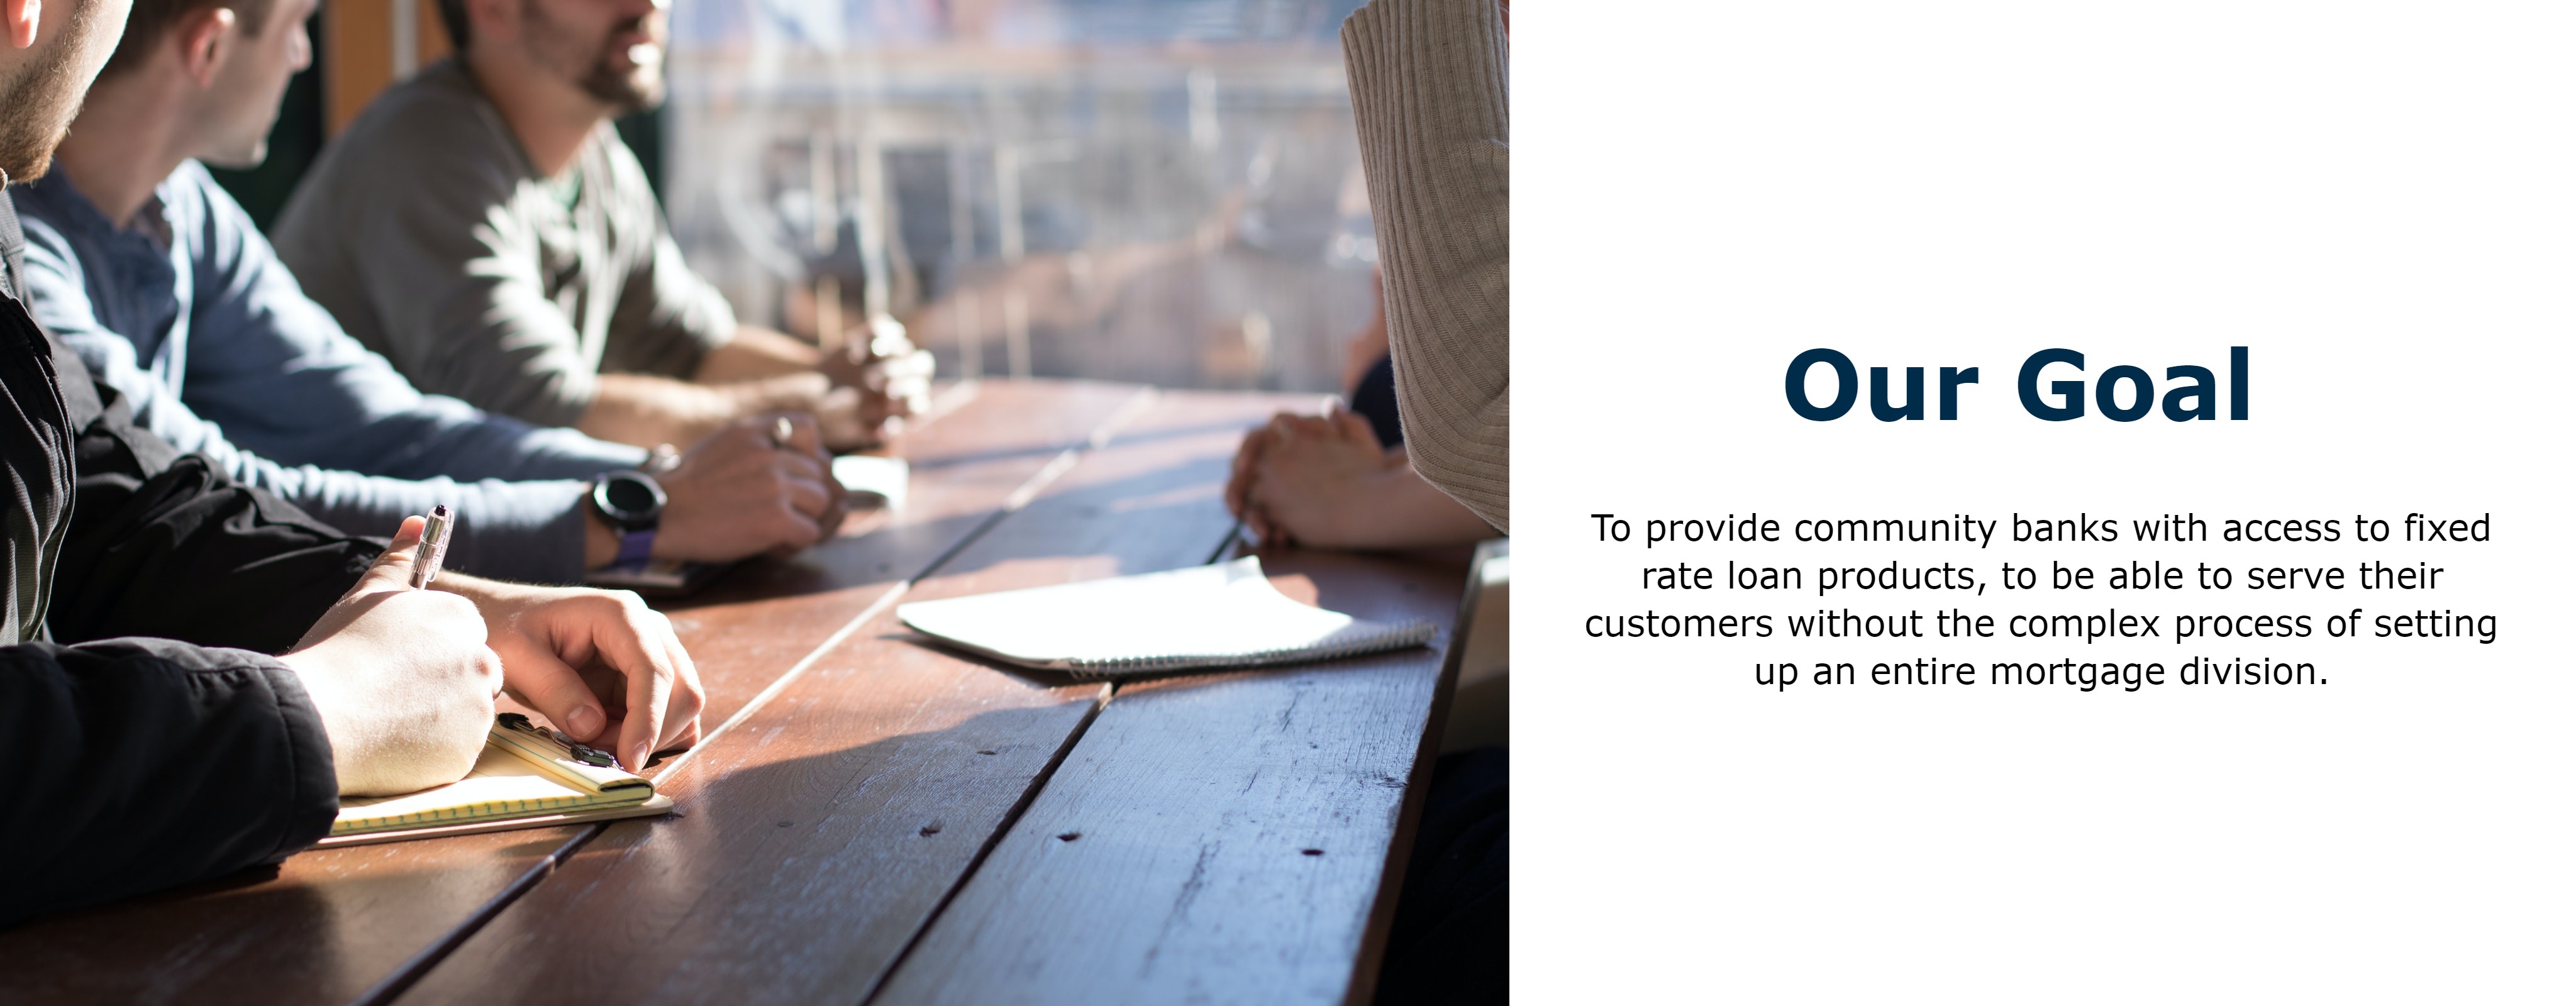 Our Goal
To provide community banks with access to fixed
rate loan products, to be able to serve their
customers without the complex process of setting
up an entire mortgage division.